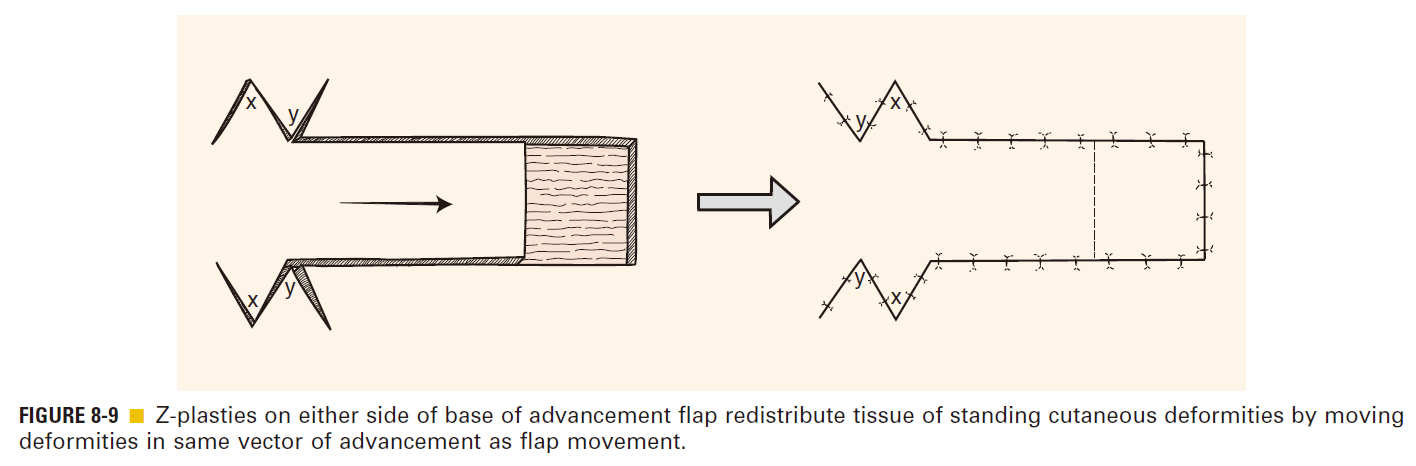 x y
x y
y x
y x
FIGURE 8-9 ■ Z-plasties on either side of base of advancement flap redistribute tissue of standing cutaneous deformities by moving
deformities in same vector of advancement as flap movement.